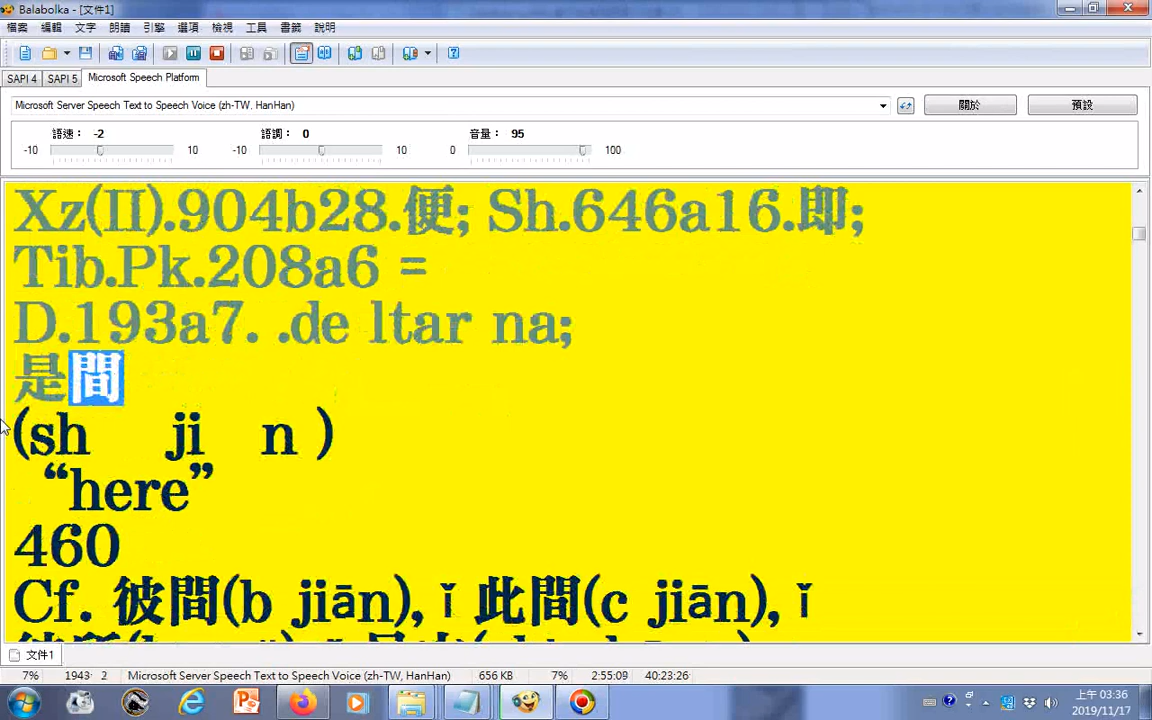 Balabolka - [文件1]
檔案 編輯 文字 朗讀 引擎 選項 檢視 工具 書籤 說明
SAPI 4 SAPI 5 Microsoft Speech Platform
Microsoft Server Speech Text to Speech Voice (zh-TW, HanHan) 關於 預設
語速： -2 語調： 0 音量： 95
-10 10 -10 10 0 100
Xz(II).904b28.便; Sh.646a16.即;
Tib.Pk.208a6 =
D.193a7. .de ltar na;
是間
(sh ji n )
“here”
460
Cf. 彼間(b jiān), ǐ 此間(c jiān), ǐ
文件1
7% 1943: 2 Microsoft Server Speech Text to Speech Voice (zh-TW, HanHan) 656 KB 7% 2:55:09 40:23:26
上午 03:36
2019/11/17